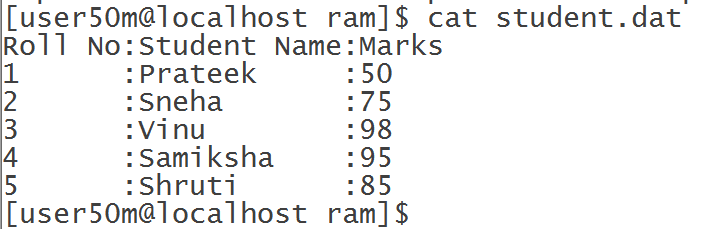 [user50m@localhost ram]$ cat student.dat
Roll No:Student Name:Marks
1      :Prateek     :50
2      :Sneha       :75
3      :Vinu        :98
4      :Samiksha    :95
5      :Shruti      :85
[user50m@localhost ram]$